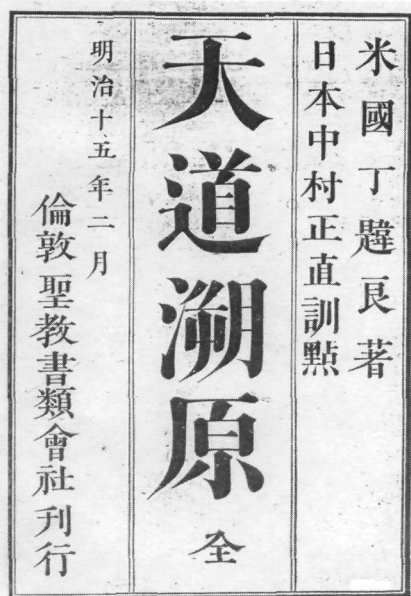 米國丁韙良著
日本中村正直訓點
天道溯原 全
明治十五年二月
倫敦聖教書類會社刊行